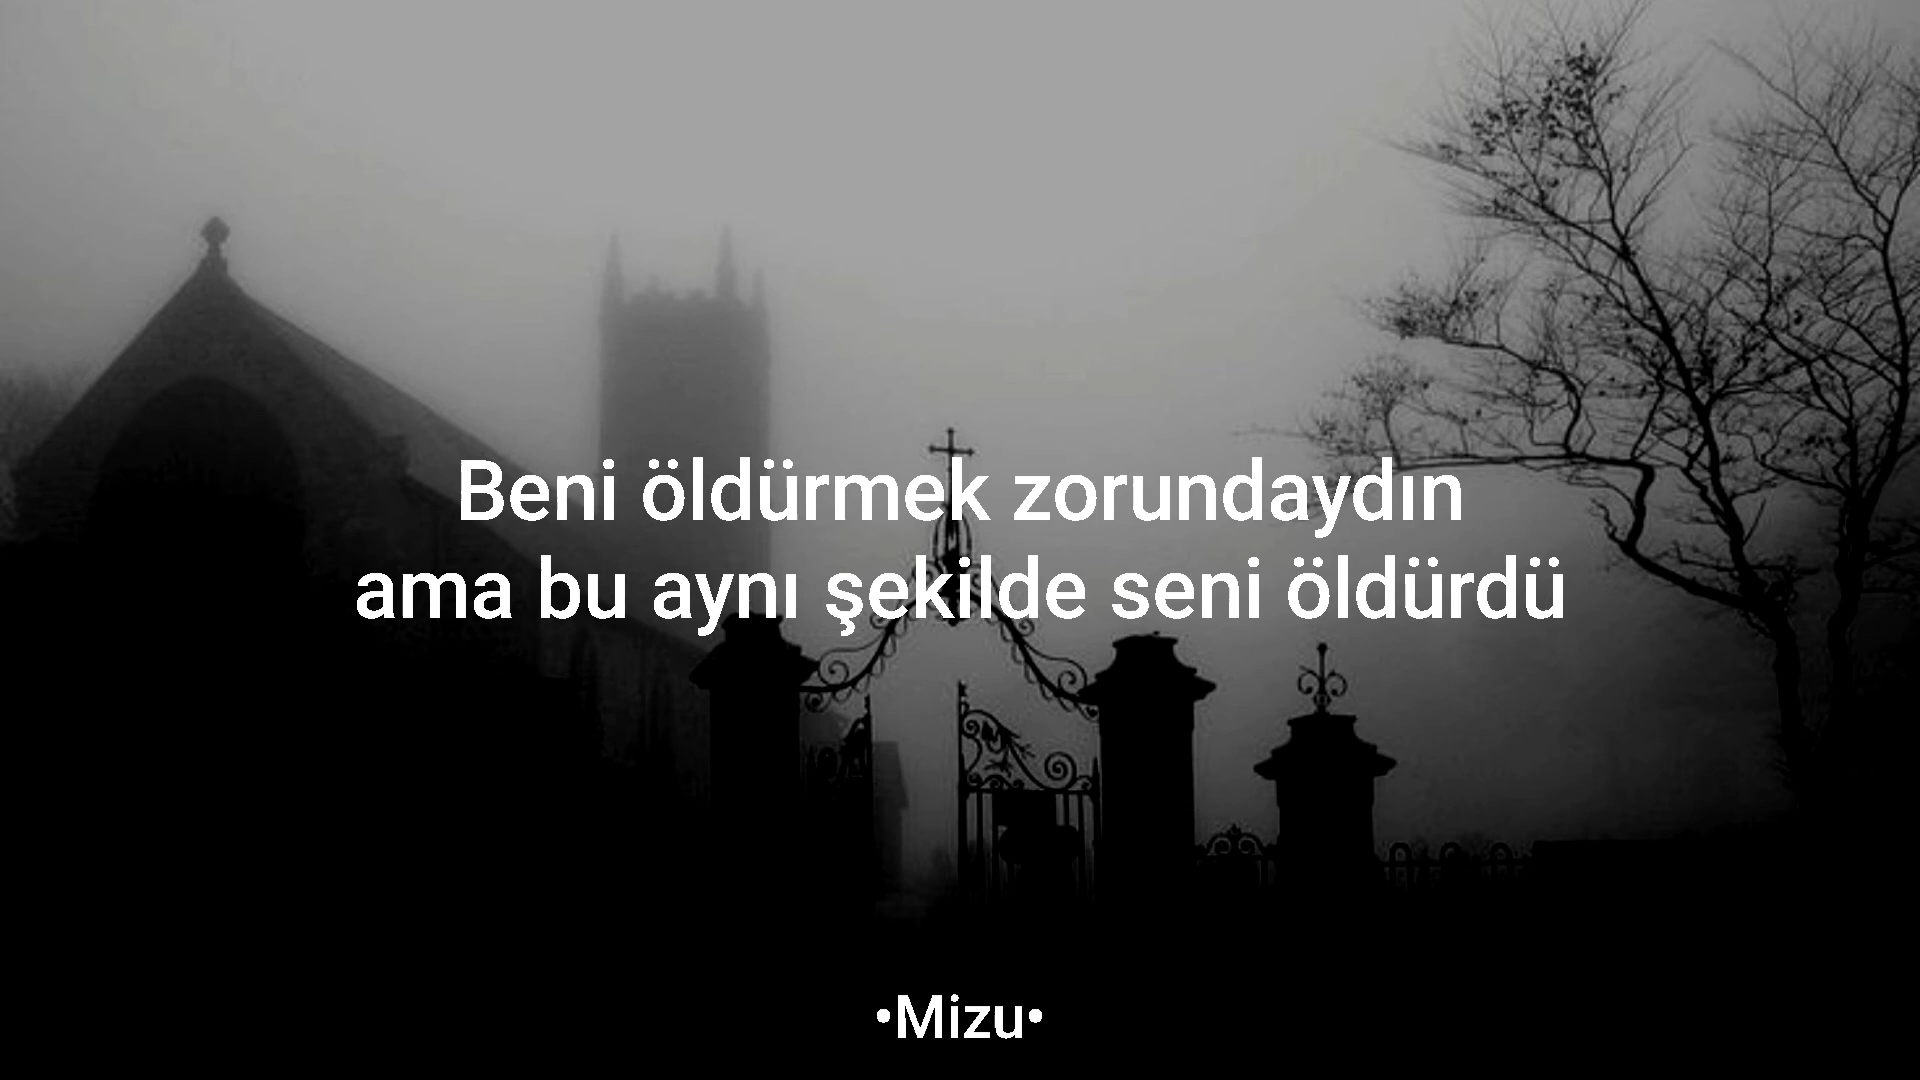 Beni öldürmek zorundaydın
ama bu aynı şekilde seni öldürdü
•Mizu•